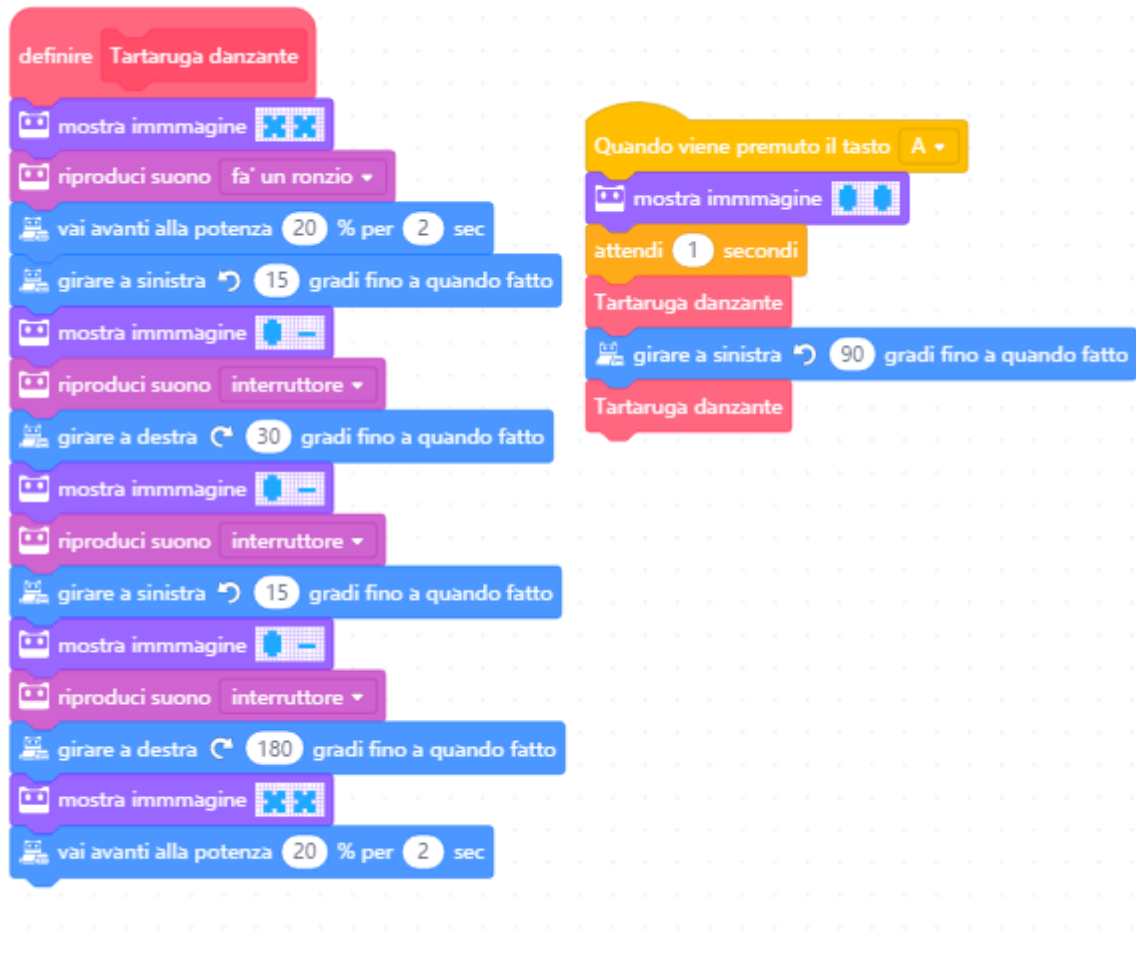 definire Tartaruga danzante
mostra immmagine
riproduci suono fa' un ronzio
vai avanti alla potenza 20 % per 2 sec
girare a sinistra 15 gradi fino a quando fatto
mostra immmagine
riproduci suono interruttore
girare a destra 30 gradi fino a quando fatto
mostra immmagine
riproduci suono interruttore
girare a sinistra 15 gradi fino a quando fatto
mostra immmagine
riproduci suono interruttore
girare a destra 180 gradi fino a quando fatto
mostra immmagine
vai avanti alla potenza 20 % per 2 sec
Quando viene premuto il tasto A
mostra immmagine
attendi 1 secondi
Tartaruga danzante
girare a sinistra 90 gradi fino a quando fatto
Tartaruga danzante